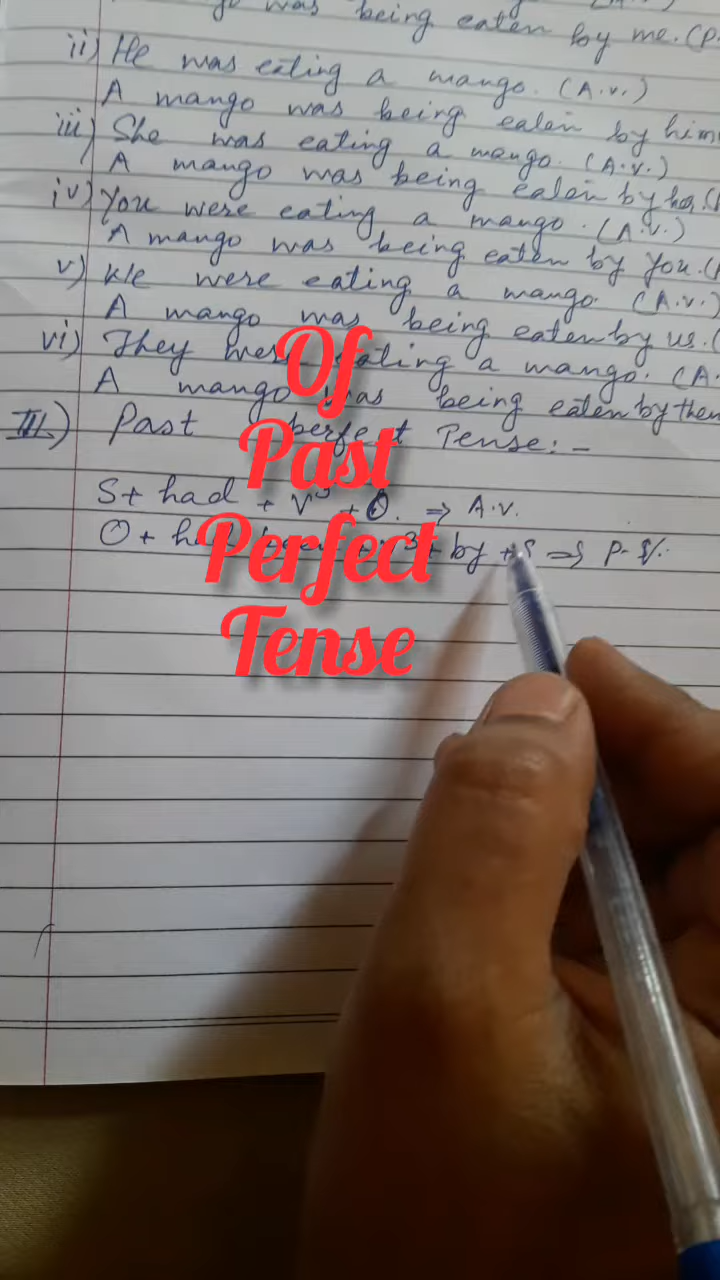 was being eaten by me. (P.
ii) He was eating a mango. (A.V.)
A mango was being eaten by him
iii) She was eating a mango. (A.V.)
A mango was being eaten by her. (
iv) You were eating a mango. (A.V.)
A mango was being eaten by you. (
v) We were eating a mango. (A.V.)
A mango was being eaten by us. (
vi) They were eating a mango. (A.
A mango was being eaten by them
III) Past perfect Tense:-
S + had + V³ + O. ⇒ A.V.
O + had been + V³ + by + S ⇒ P.V.
Of
Past
Perfect
Tense